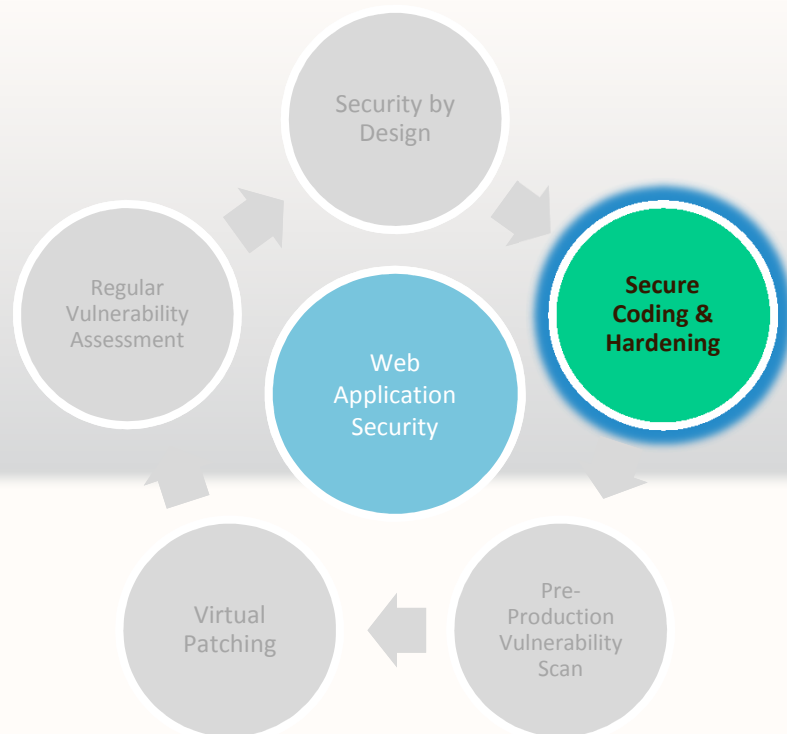 Security by
Design
Secure
Coding &
Hardening
Pre-
Production
Vulnerability
Scan
Virtual
Patching
Regular
Vulnerability
Assessment
Web
Application
Security